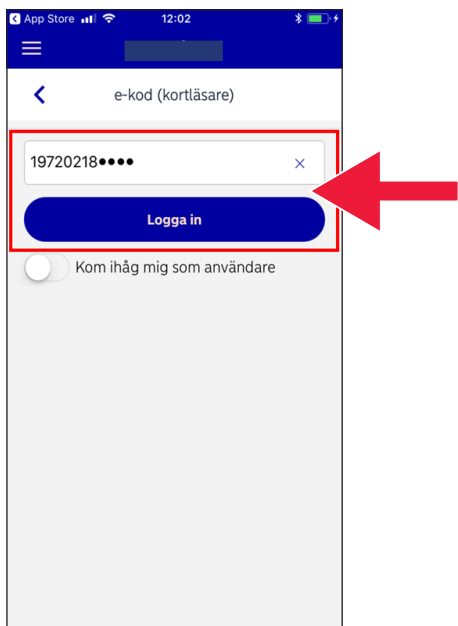 App Store 12:02
e-kod (kortläsare)
19720218••••
Logga in
Kom ihåg mig som användare